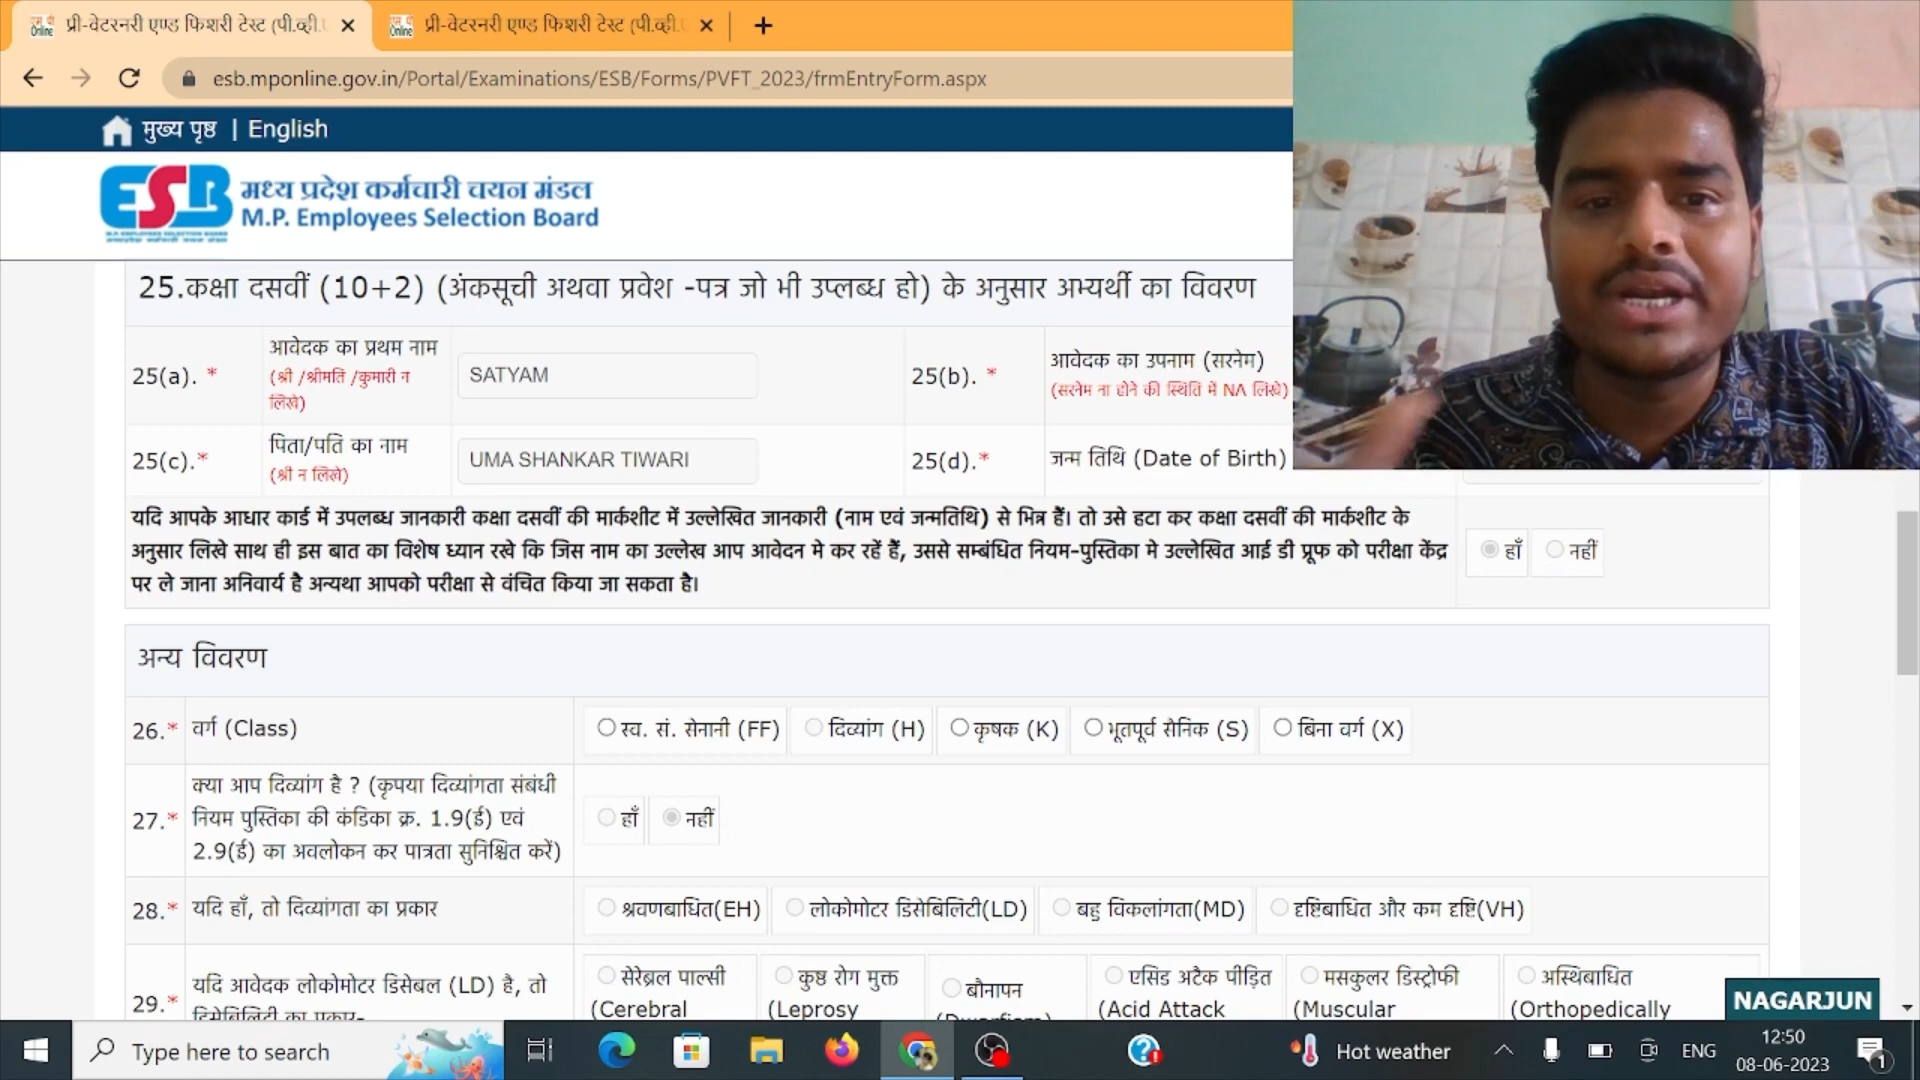 प्री-वेटरनरी एण्ड फिशरी टेस्ट (पी.व्ही.
प्री-वेटरनरी एण्ड फिशरी टेस्ट (पी.व्ही.
esb.mponline.gov.in/Portal/Examinations/ESB/Forms/PVFT_2023/frmEntryForm.aspx
मुख्य पृष्ठ | English
ESB
मध्य प्रदेश कर्मचारी चयन मंडल
M.P. Employees Selection Board
25.कक्षा दसवीं (10+2) (अंकसूची अथवा प्रवेश -पत्र जो भी उप्लब्ध हो) के अनुसार अभ्यर्थी का विवरण
25(a). * आवेदक का प्रथम नाम
(श्री /श्रीमति /कुमारी न
लिखे)
SATYAM
25(b). * आवेदक का उपनाम (सरनेम)
(सरनेम ना होने की स्थिति में NA लिखे)
25(c).* पिता/पति का नाम
(श्री न लिखे)
UMA SHANKAR TIWARI
25(d).* जन्म तिथि (Date of Birth)
यदि आपके आधार कार्ड में उपलब्ध जानकारी कक्षा दसवीं की मार्कशीट में उल्लेखित जानकारी (नाम एवं जन्मतिथि) से भिन्न हैं। तो उसे हटा कर कक्षा दसवीं की मार्कशीट के
अनुसार लिखे साथ ही इस बात का विशेष ध्यान रखे कि जिस नाम का उल्लेख आप आवेदन मे कर रहें हैं, उससे सम्बंधित नियम-पुस्तिका मे उल्लेखित आई डी प्रूफ को परीक्षा केंद्र
पर ले जाना अनिवार्य है अन्यथा आपको परीक्षा से वंचित किया जा सकता है।
हाँ नहीं
अन्य विवरण
26.* वर्ग (Class) स्व. सं. सेनानी (FF) दिव्यांग (H) कृषक (K) भूतपूर्व सैनिक (S) बिना वर्ग (X)
27.* क्या आप दिव्यांग है ? (कृपया दिव्यांगता संबंधी
नियम पुस्तिका की कंडिका क्र. 1.9(ई) एवं
2.9(ई) का अवलोकन कर पात्रता सुनिश्चित करें)
हाँ नहीं
28.* यदि हाँ, तो दिव्यांगता का प्रकार श्रवणबाधित(EH) लोकोमोटर डिसेबिलिटी(LD) बहु विकलांगता(MD) दृष्टिबाधित और कम दृष्टि(VH)
29.* यदि आवेदक लोकोमोटर डिसेबल (LD) है, तो
डिसेबिलिटी का प्रकार-
सेरेब्रल पाल्सी
(Cerebral
कुष्ठ रोग मुक्त
(Leprosy
बौनापन
(Dwarfism)
एसिड अटैक पीड़ित
(Acid Attack
मसकुलर डिस्ट्रोफी
(Muscular
अस्थिबाधित
(Orthopedically
NAGARJUN
Type here to search
Hot weather
ENG
12:50
08-06-2023
1